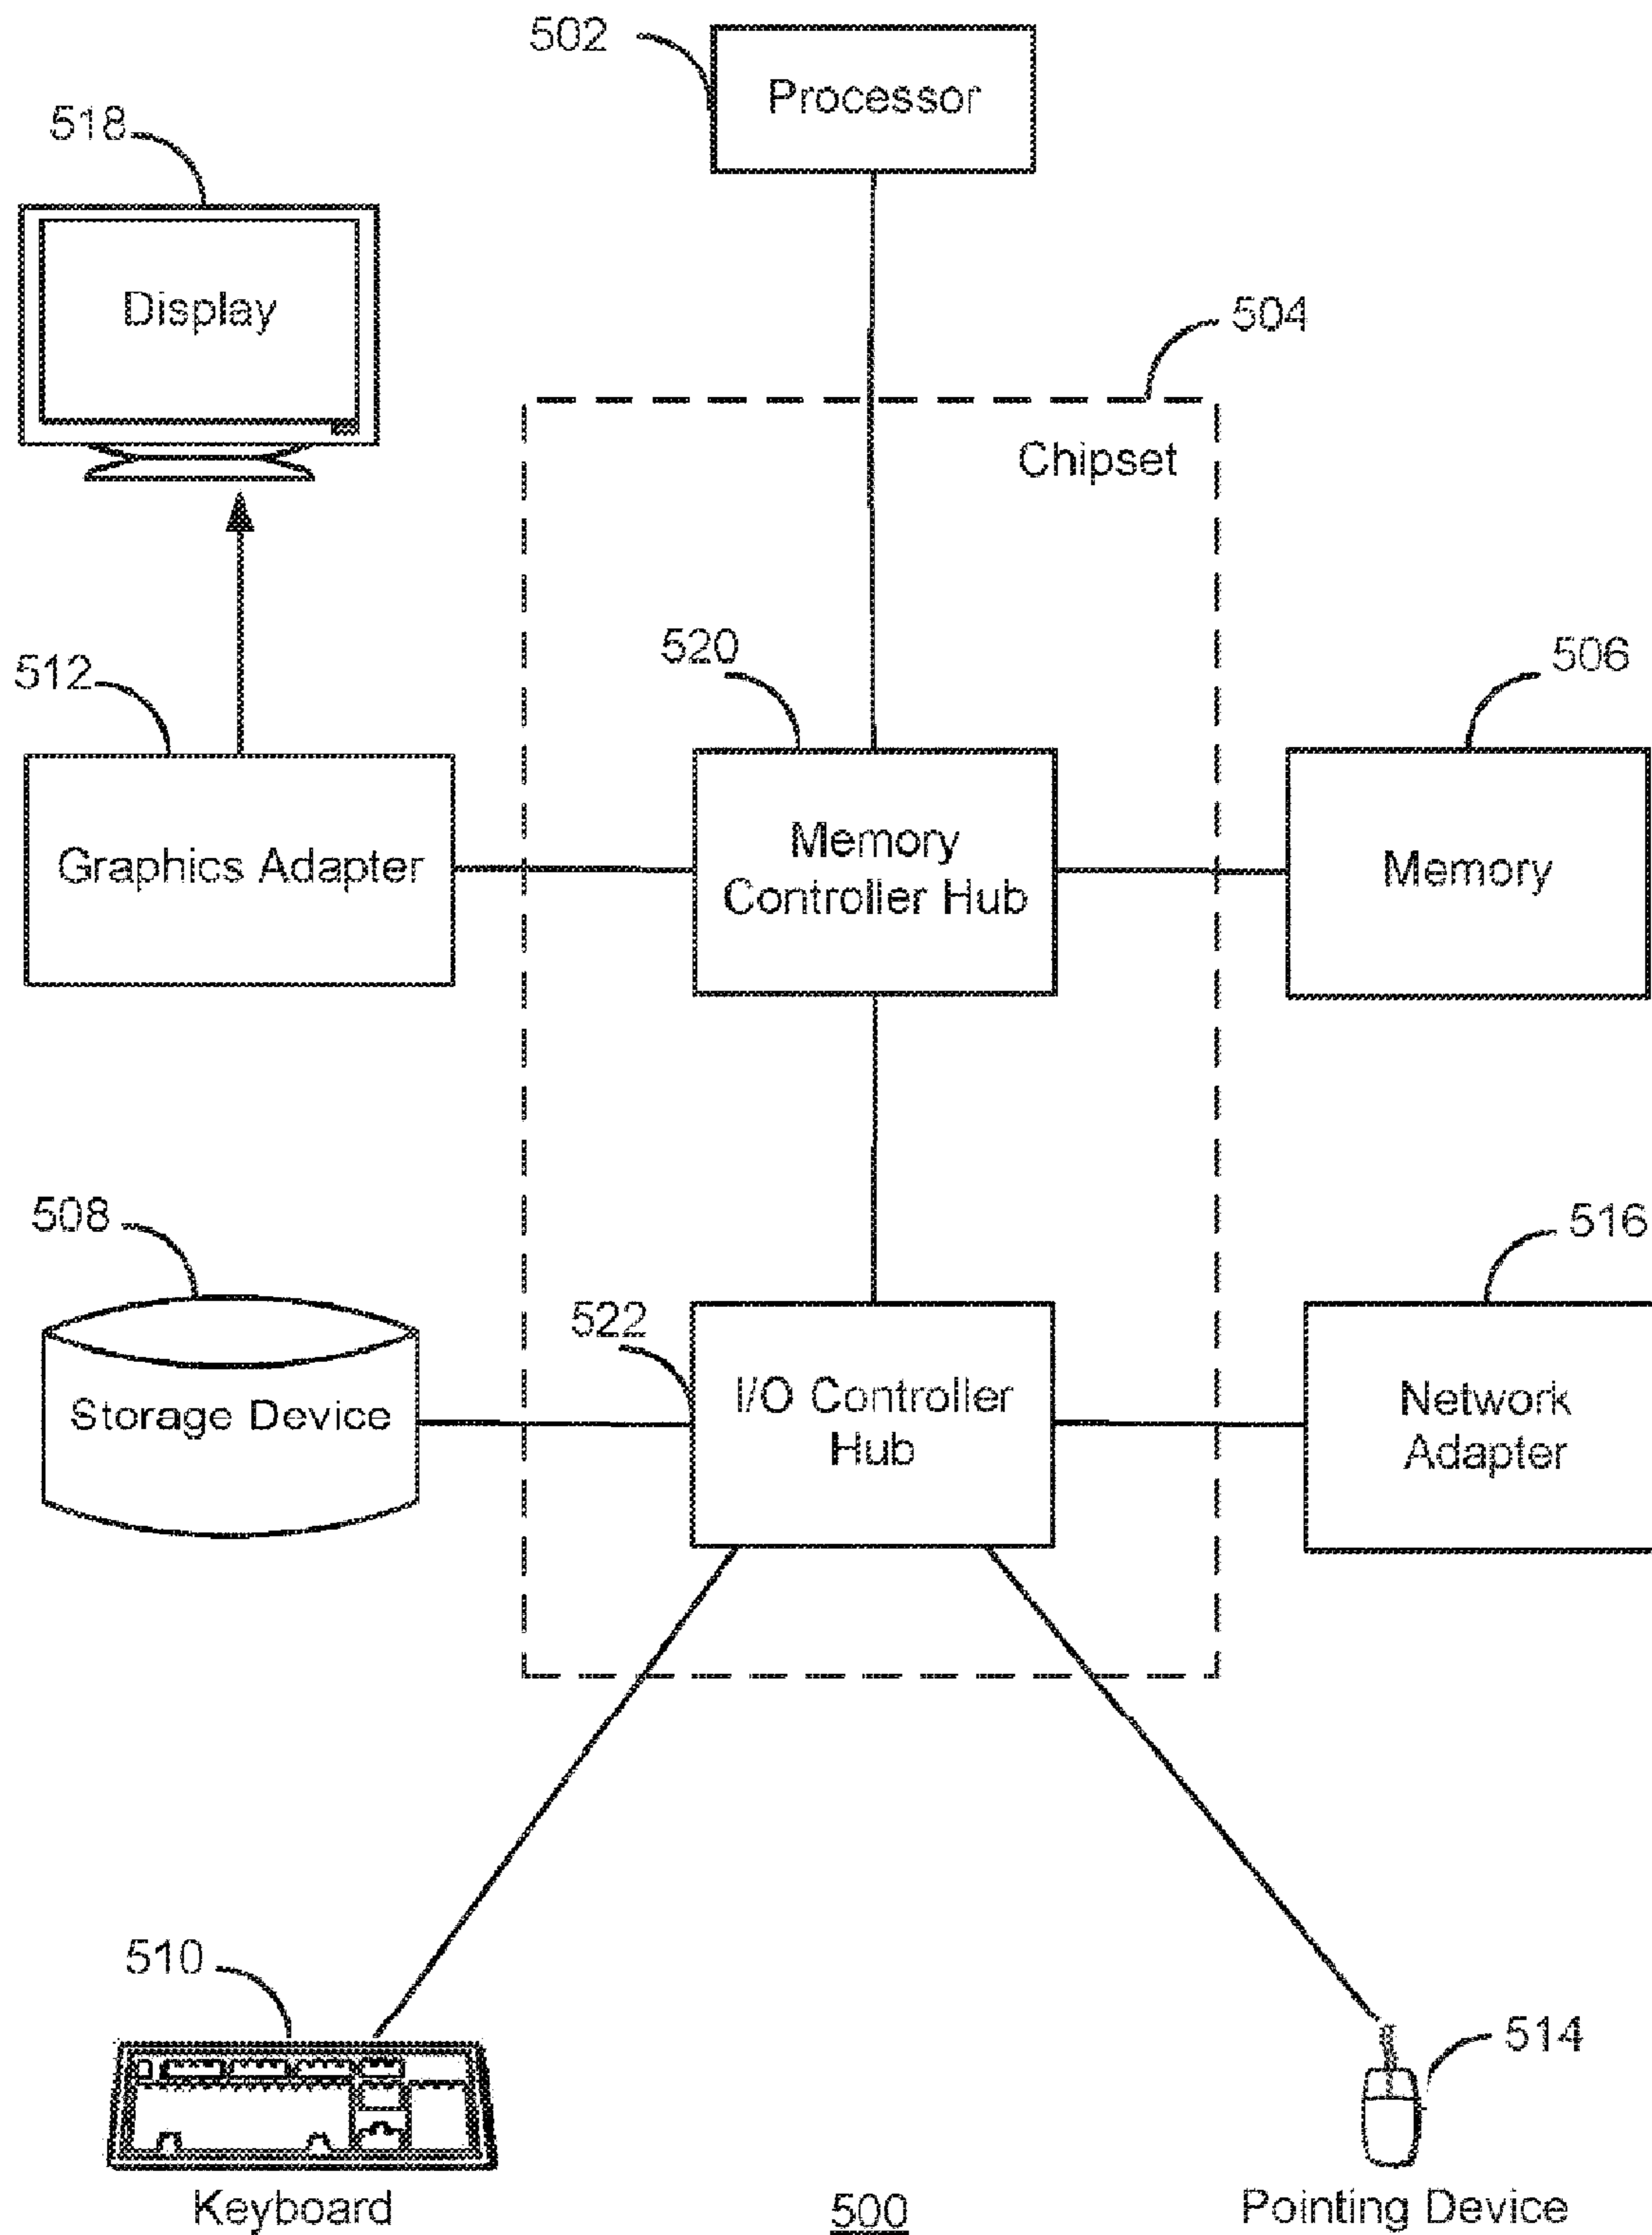 502
Processor
518
Display
504
Chipset
512
520
506
Graphics Adapter
Memory
Controller Hub
Memory
508
522
516
Storage Device
I/O Controller
Hub
Network
Adapter
510
514
Keyboard
500
Pointing Device